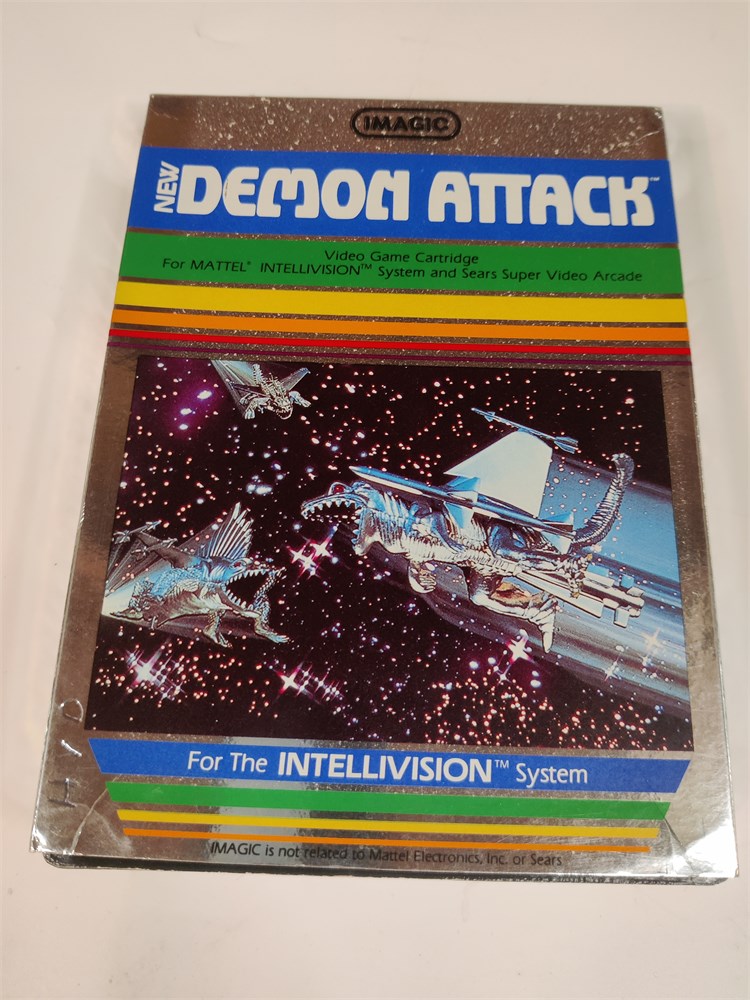 IMAGIC
NEW DEMON ATTACK™
Video Game Cartridge
For MATTEL® INTELLIVISION™ System and Sears Super Video Arcade
For The INTELLIVISION™ System
IMAGIC is not related to Mattel Electronics, Inc. or Sears